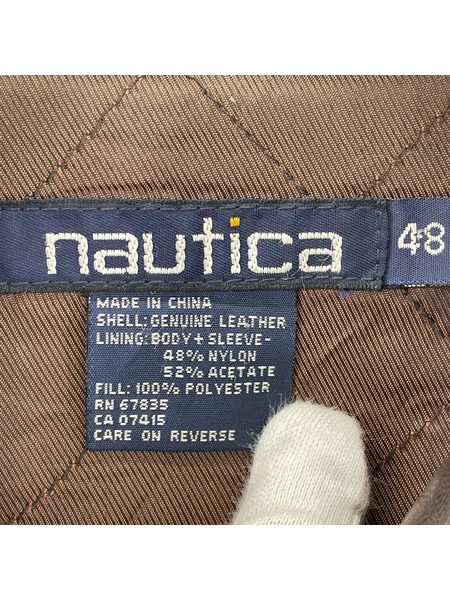 nautica 48
MADE IN CHINA
SHELL: GENUINE LEATHER
LINING: BODY + SLEEVE-
48% NYLON
52% ACETATE
FILL: 100% POLYESTER
RN 67835
CA 07415
CARE ON REVERSE